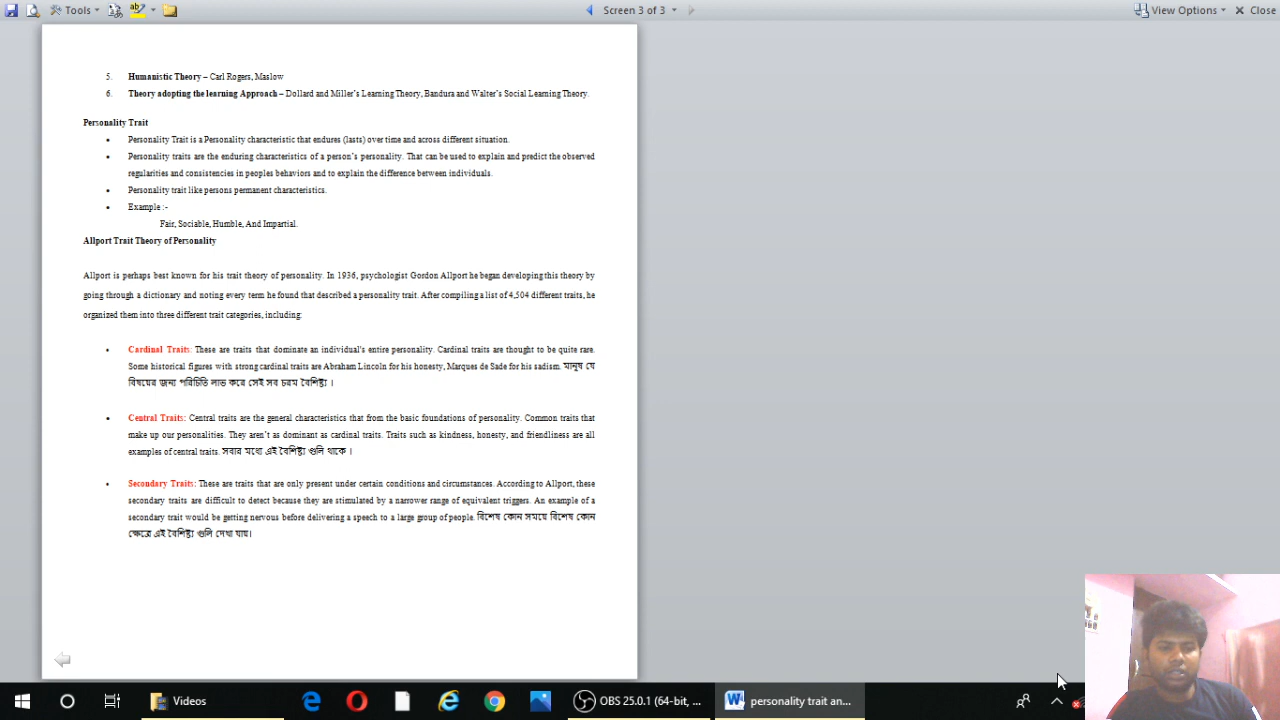 Tools
Screen 3 of 3
View Options
Close
5. Humanistic Theory – Carl Rogers, Maslow
6. Theory adopting the learning Approach – Dollard and Miller's Learning Theory, Bandura and Walter's Social Learning Theory.
Personality Trait
• Personality Trait is a Personality characteristic that endures (lasts) over time and across different situation.
• Personality traits are the enduring characteristics of a person's personality. That can be used to explain and predict the observed
regularities and consistencies in peoples behaviors and to explain the difference between individuals.
• Personality trait like persons permanent characteristics.
• Example :-
Fair, Sociable, Humble, And Impartial.
Allport Trait Theory of Personality
Allport is perhaps best known for his trait theory of personality. In 1936, psychologist Gordon Allport he began developing this theory by
going through a dictionary and noting every term he found that described a personality trait. After compiling a list of 4,504 different traits, he
organized them into three different trait categories, including:
• Cardinal Traits: These are traits that dominate an individual's entire personality. Cardinal traits are thought to be quite rare.
Some historical figures with strong cardinal traits are Abraham Lincoln for his honesty, Marques de Sade for his sadism. মানুষ যে
বিষয়ের জন্য পরিচিতি লাভ করে সেই সব চরম বৈশিষ্ট্য ।
• Central Traits: Central traits are the general characteristics that from the basic foundations of personality. Common traits that
make up our personalities. They aren't as dominant as cardinal traits. Traits such as kindness, honesty, and friendliness are all
examples of central traits. সবার মধ্যে এই বৈশিষ্ট্য গুলি থাকে ।
• Secondary Traits: These are traits that are only present under certain conditions and circumstances. According to Allport, these
secondary traits are difficult to detect because they are stimulated by a narrower range of equivalent triggers. An example of a
secondary trait would be getting nervous before delivering a speech to a large group of people. বিশেষ কোন সময়ে বিশেষ কোন
ক্ষেত্রে এই বৈশিষ্ট্য গুলি দেখা যায়।
Videos
OBS 25.0.1 (64-bit, ...
personality trait an...